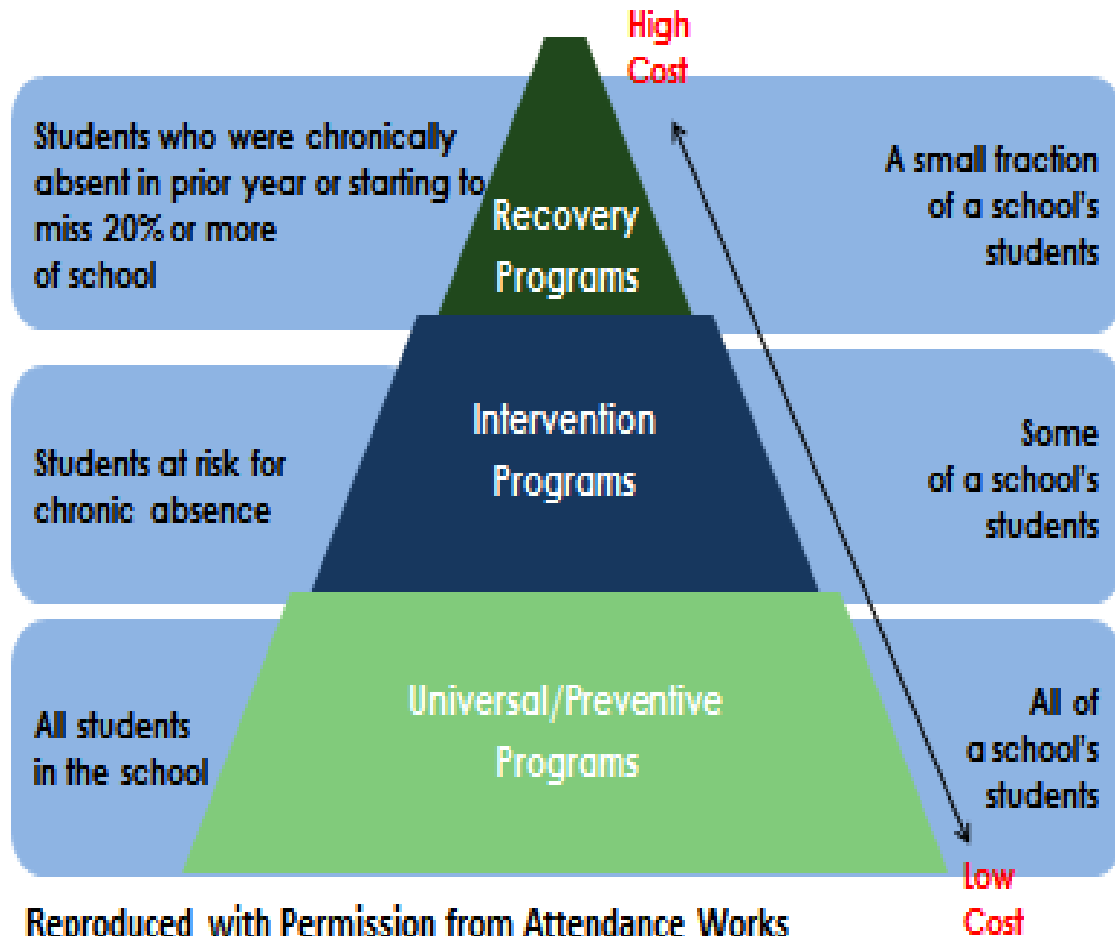 High
Cost
Students who were chronically
absent in prior year or starting to
miss 20% or more
of school
Recovery
Programs
A small fraction
of a school's
students
Students at risk for
chronic absence
Intervention
Programs
Some
of a school's
students
All students
in the school
Universal/Preventive
Programs
All of
a school's
students
Low
Cost
Reproduced with Permission from Attendance Works